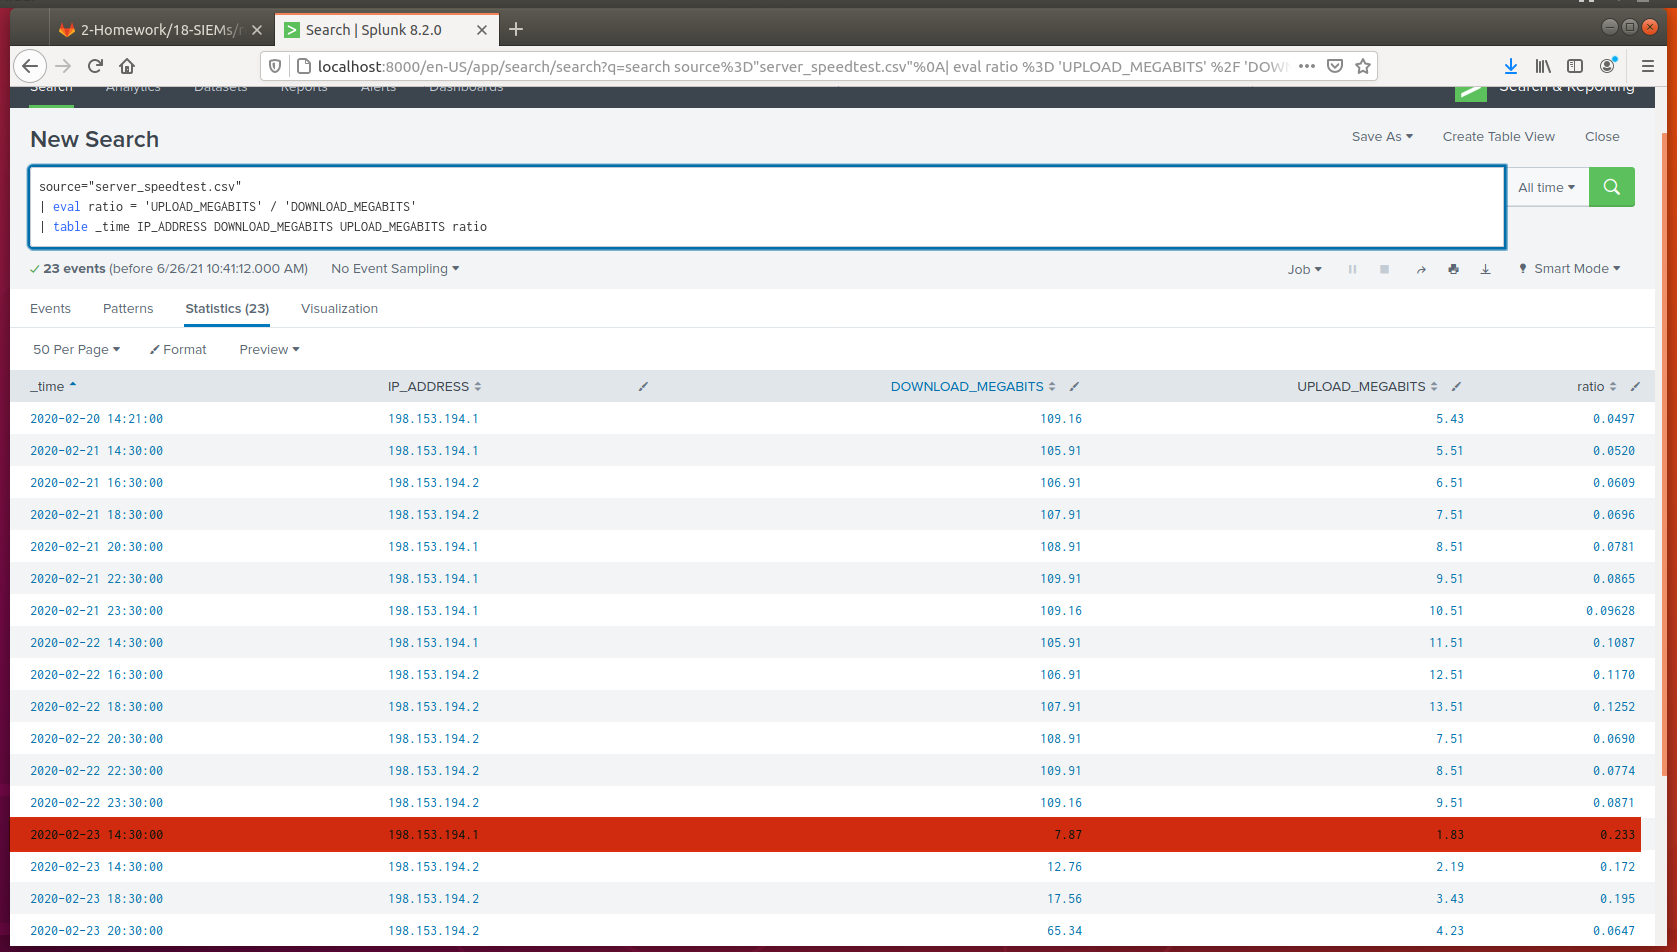 2-Homework/18-SIEMs/r
Search | Splunk 8.2.0
localhost:8000/en-US/app/search/search?q=search source%3D"server_speedtest.csv"%0A| eval ratio %3D 'UPLOAD_MEGABITS' %2F 'DOW
Search Analytics Datasets Reports Alerts Dashboards Search & Reporting
New Search
Save As Create Table View Close
source="server_speedtest.csv"
| eval ratio = 'UPLOAD_MEGABITS' / 'DOWNLOAD_MEGABITS'
| table _time IP_ADDRESS DOWNLOAD_MEGABITS UPLOAD_MEGABITS ratio
All time
23 events (before 6/26/21 10:41:12.000 AM) No Event Sampling Job Smart Mode
Events Patterns Statistics (23) Visualization
50 Per Page Format Preview
_time IP_ADDRESS DOWNLOAD_MEGABITS UPLOAD_MEGABITS ratio
2020-02-20 14:21:00 198.153.194.1 109.16 5.43 0.0497
2020-02-21 14:30:00 198.153.194.1 105.91 5.51 0.0520
2020-02-21 16:30:00 198.153.194.2 106.91 6.51 0.0609
2020-02-21 18:30:00 198.153.194.2 107.91 7.51 0.0696
2020-02-21 20:30:00 198.153.194.1 108.91 8.51 0.0781
2020-02-21 22:30:00 198.153.194.1 109.91 9.51 0.0865
2020-02-21 23:30:00 198.153.194.1 109.16 10.51 0.09628
2020-02-22 14:30:00 198.153.194.1 105.91 11.51 0.1087
2020-02-22 16:30:00 198.153.194.2 106.91 12.51 0.1170
2020-02-22 18:30:00 198.153.194.2 107.91 13.51 0.1252
2020-02-22 20:30:00 198.153.194.2 108.91 7.51 0.0690
2020-02-22 22:30:00 198.153.194.2 109.91 8.51 0.0774
2020-02-22 23:30:00 198.153.194.2 109.16 9.51 0.0871
2020-02-23 14:30:00 198.153.194.1 7.87 1.83 0.233
2020-02-23 14:30:00 198.153.194.2 12.76 2.19 0.172
2020-02-23 18:30:00 198.153.194.2 17.56 3.43 0.195
2020-02-23 20:30:00 198.153.194.2 65.34 4.23 0.0647